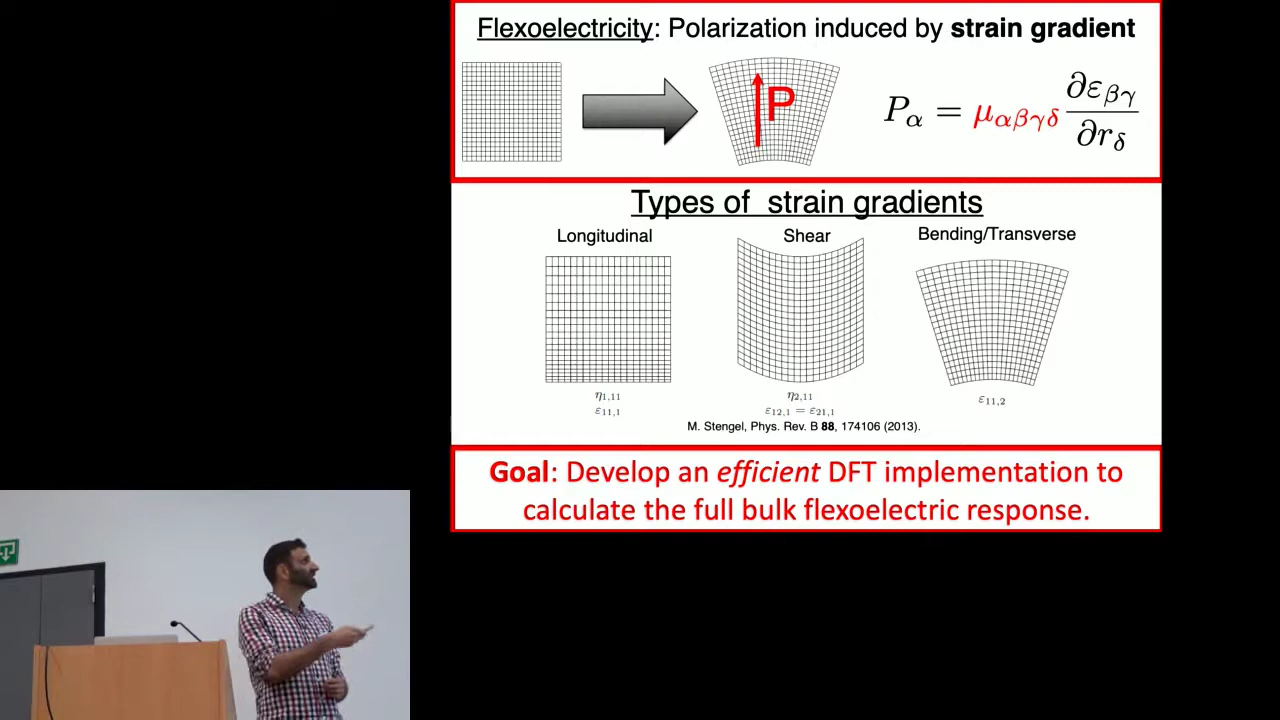 Flexoelectricity: Polarization induced by strain gradient
P
P_α = μ_αβγδ ∂ε_βγ / ∂r_δ
Types of strain gradients
Longitudinal
Shear
Bending/Transverse
η_1,11
ε_11,1
η_2,11
ε_12,1 = ε_21,1
ε_11,2
M. Stengel, Phys. Rev. B 88, 174106 (2013).
Goal: Develop an efficient DFT implementation to
calculate the full bulk flexoelectric response.